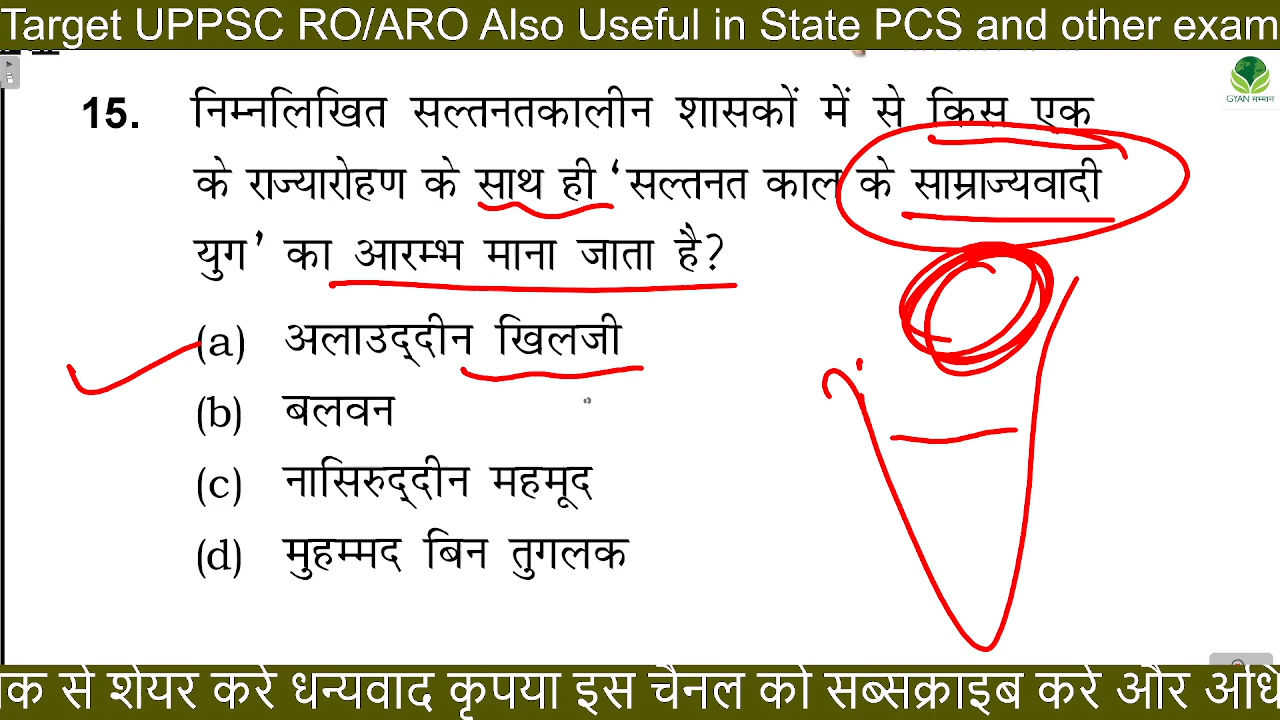 Target UPPSC RO/ARO Also Useful in State PCS and other exam
GYAN सम्मान
15. निम्नलिखित सल्तनतकालीन शासकों में से किस एक
के राज्यारोहण के साथ ही ‘सल्तनत काल के साम्राज्यवादी
युग’ का आरम्भ माना जाता है?
(a) अलाउद्दीन खिलजी
(b) बलवन
(c) नासिरुद्दीन महमूद
(d) मुहम्मद बिन तुगलक
क से शेयर करे धन्यवाद कृपया इस चैनल को सब्सक्राइब करे और